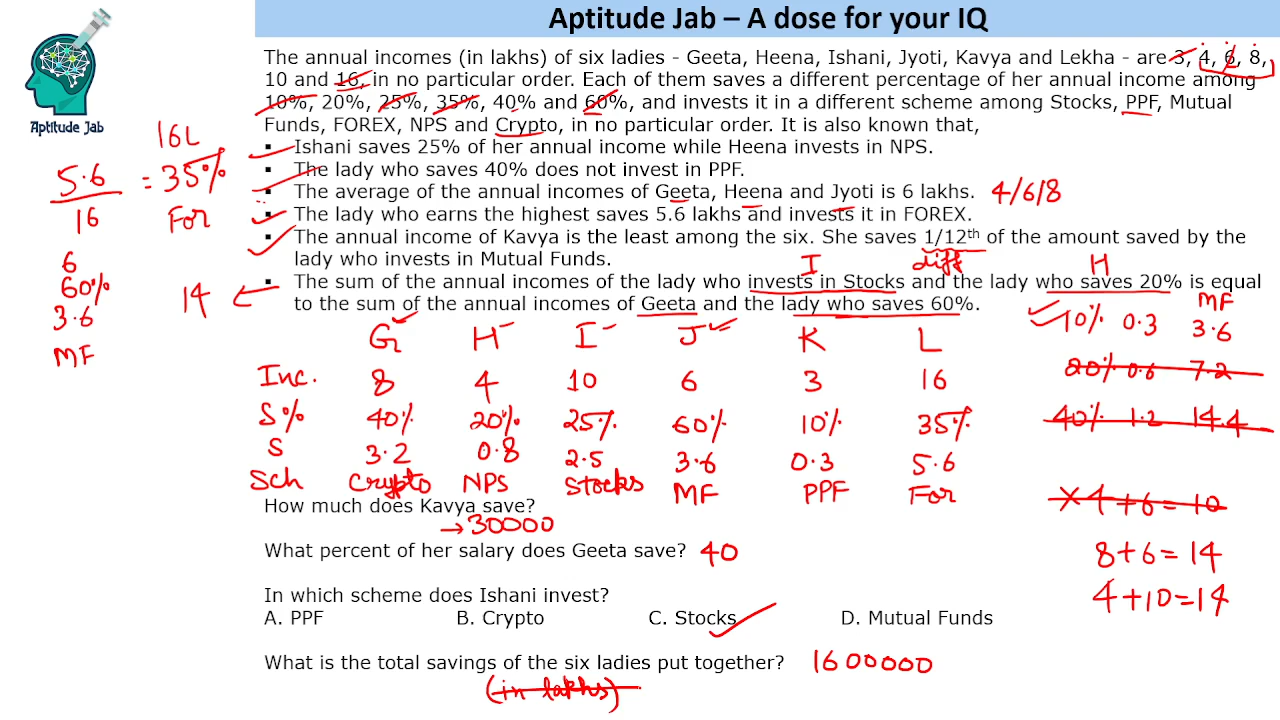 Aptitude Jab – A dose for your IQ
Aptitude Jab
The annual incomes (in lakhs) of six ladies - Geeta, Heena, Ishani, Jyoti, Kavya and Lekha - are 3, 4, 6, 8,
10 and 16, in no particular order. Each of them saves a different percentage of her annual income among
10%, 20%, 25%, 35%, 40% and 60%, and invests it in a different scheme among Stocks, PPF, Mutual
Funds, FOREX, NPS and Crypto, in no particular order. It is also known that,
▪ Ishani saves 25% of her annual income while Heena invests in NPS.
▪ The lady who saves 40% does not invest in PPF.
▪ The average of the annual incomes of Geeta, Heena and Jyoti is 6 lakhs. 4/6/8
▪ The lady who earns the highest saves 5.6 lakhs and invests it in FOREX.
▪ The annual income of Kavya is the least among the six. She saves 1/12th of the amount saved by the
lady who invests in Mutual Funds.
I diff H
▪ The sum of the annual incomes of the lady who invests in Stocks and the lady who saves 20% is equal
to the sum of the annual incomes of Geeta and the lady who saves 60%.
16L
5.6 = 35%
16 For
6
60%
3.6
MF
14
MF
10% 0.3 3.6
20% 0.6 7.2
40% 1.2 14.4
G H I J K L
Inc. 8 4 10 6 3 16
S% 40% 20% 25% 60% 10% 35%
S 3.2 0.8 2.5 3.6 0.3 5.6
Sch Crypto NPS Stocks MF PPF For
×4+6=10
8+6=14
4+10=14
How much does Kavya save?
→30000
What percent of her salary does Geeta save? 40
In which scheme does Ishani invest?
A. PPF B. Crypto C. Stocks D. Mutual Funds
What is the total savings of the six ladies put together? 1600000
(in lakhs)